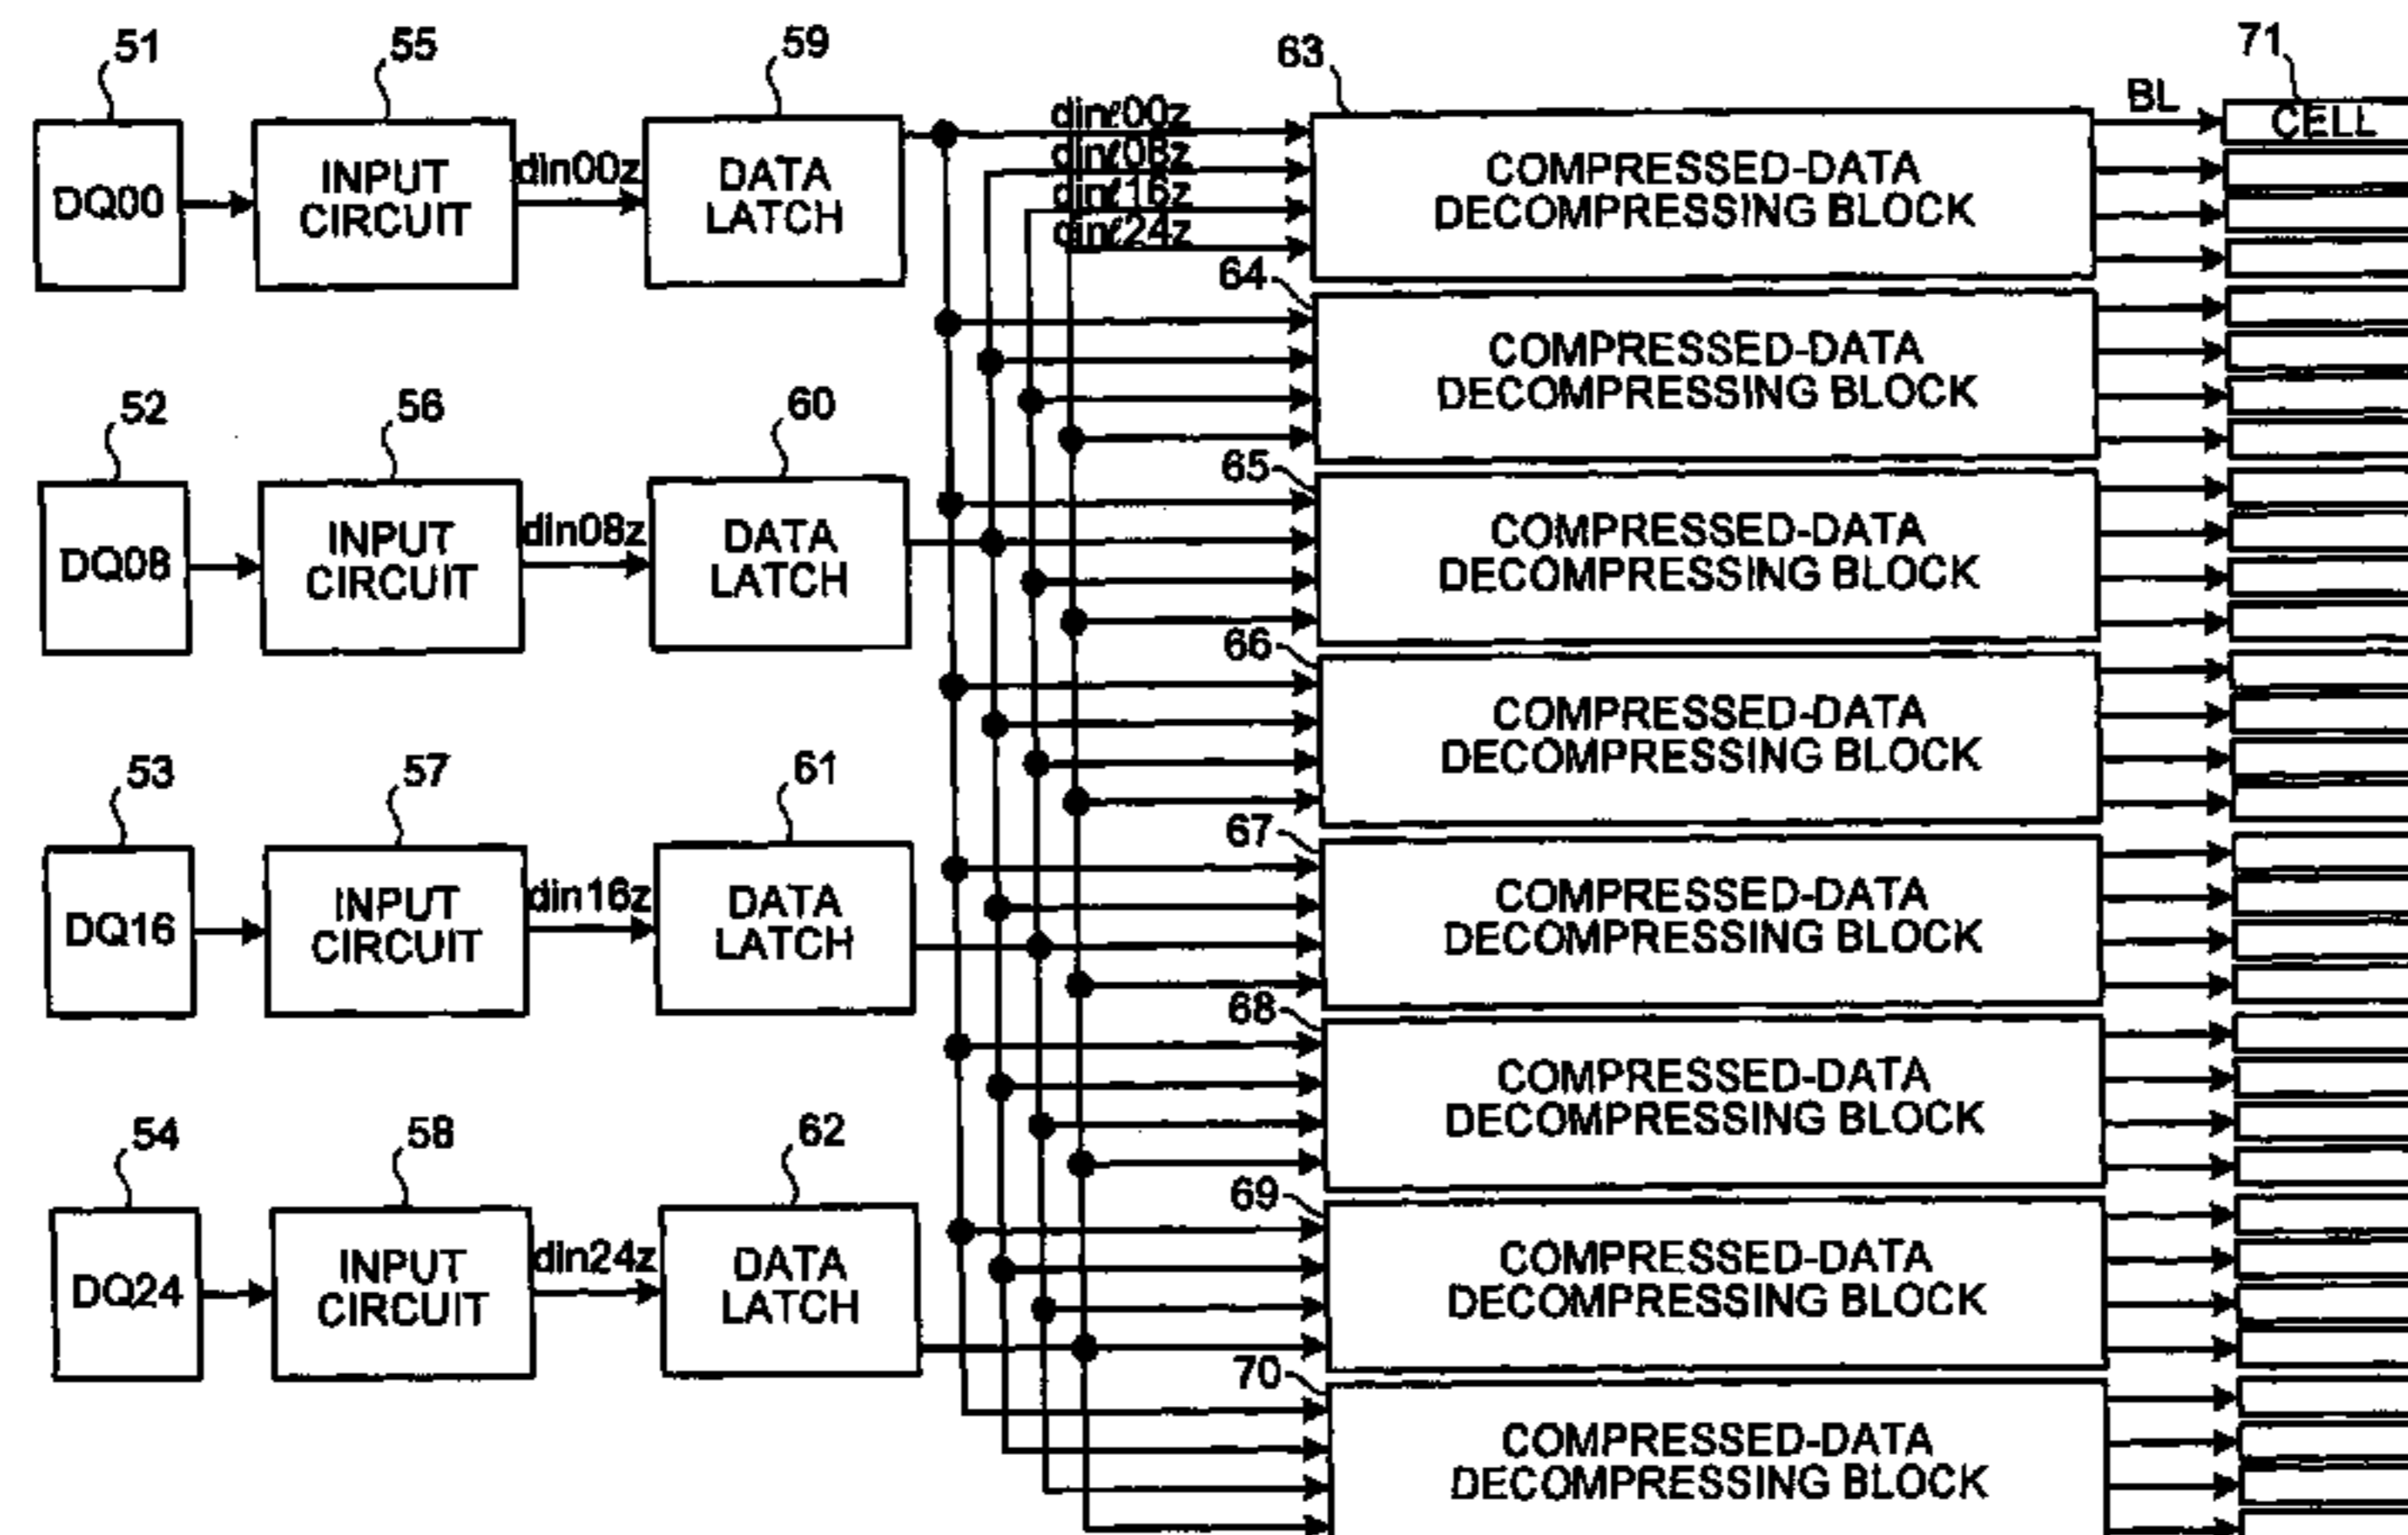 51
55
59
63
71
DQ00
INPUT
CIRCUIT
din00z
DATA
LATCH
dinℓ00z
dinℓ08z
dinℓ16z
dinℓ24z
COMPRESSED-DATA
DECOMPRESSING BLOCK
BL
CELL
64
COMPRESSED-DATA
DECOMPRESSING BLOCK
52
56
60
DQ08
INPUT
CIRCUIT
din08z
DATA
LATCH
65
COMPRESSED-DATA
DECOMPRESSING BLOCK
66
COMPRESSED-DATA
DECOMPRESSING BLOCK
53
57
61
DQ16
INPUT
CIRCUIT
din16z
DATA
LATCH
67
COMPRESSED-DATA
DECOMPRESSING BLOCK
68
COMPRESSED-DATA
DECOMPRESSING BLOCK
54
58
62
DQ24
INPUT
CIRCUIT
din24z
DATA
LATCH
69
COMPRESSED-DATA
DECOMPRESSING BLOCK
70
COMPRESSED-DATA
DECOMPRESSING BLOCK